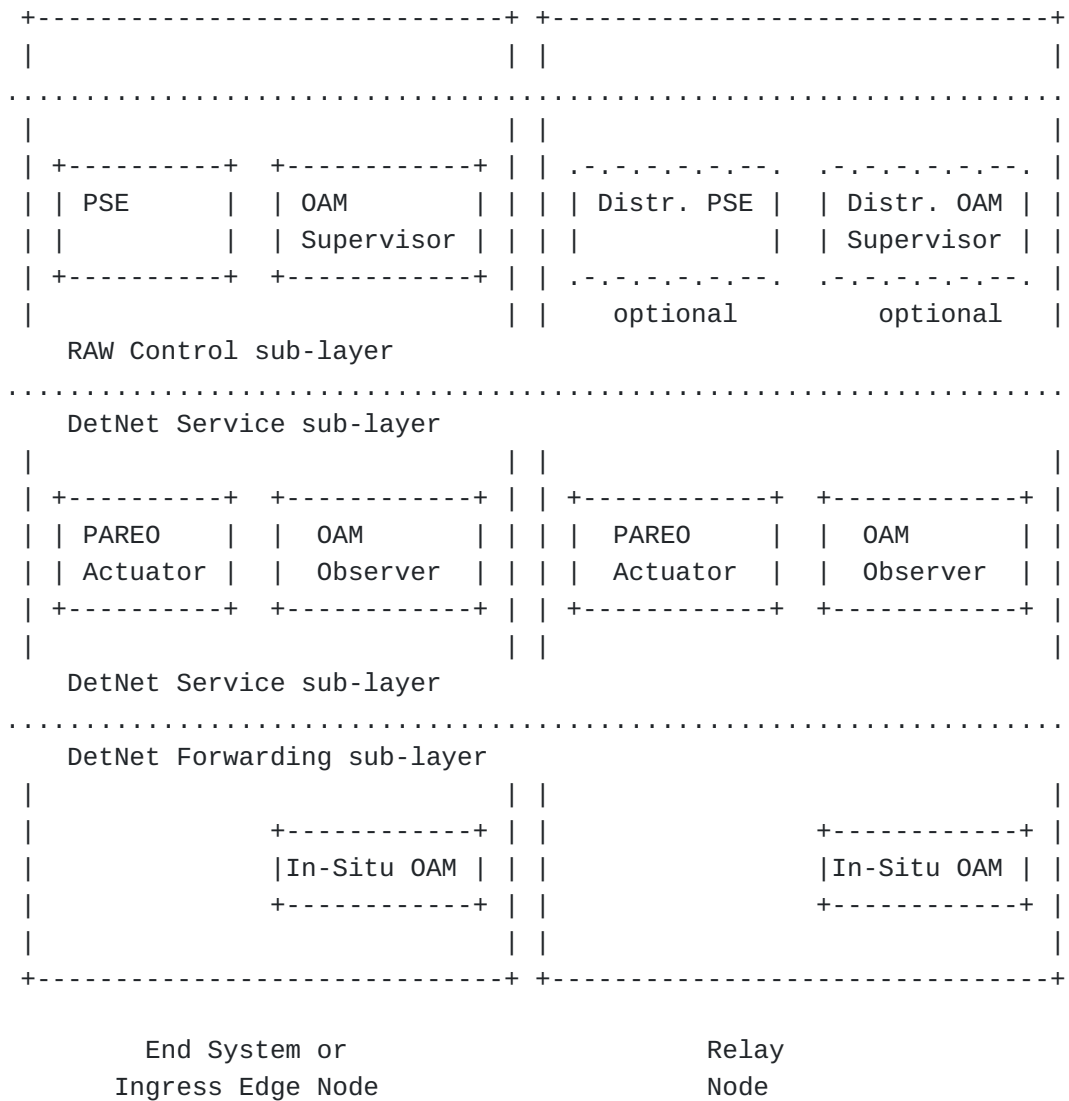 PSE OAM Distr. PSE Distr. OAM
Supervisor Supervisor
optional optional
RAW Control sub-layer
DetNet Service sub-layer
PAREO OAM PAREO OAM
Actuator Observer Actuator Observer
DetNet Service sub-layer
DetNet Forwarding sub-layer
In-Situ OAM In-Situ OAM
End System or Relay
Ingress Edge Node Node